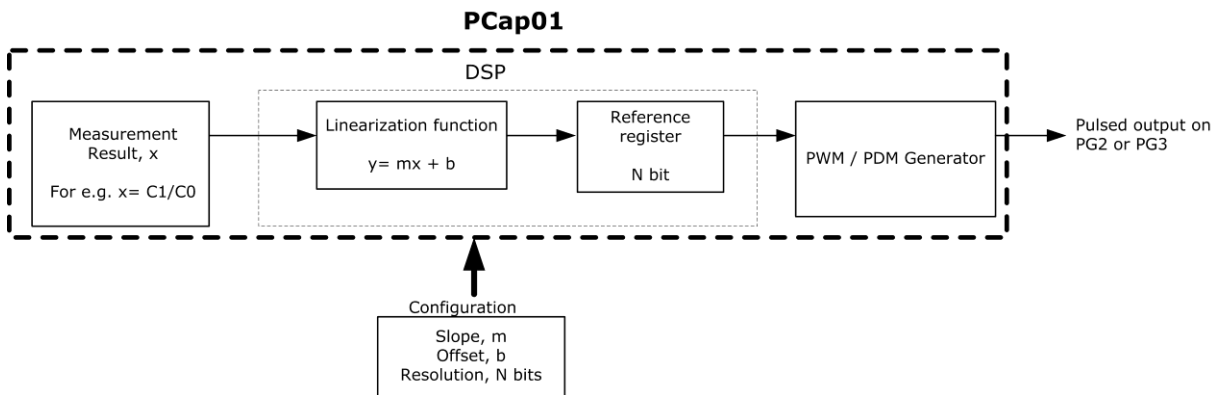 PCap01
DSP
Measurement
Result, x
For e.g. x= C1/C0
Linearization function
y= mx + b
Reference
register
N bit
PWM / PDM Generator
Pulsed output on
PG2 or PG3
Configuration
Slope, m
Offset, b
Resolution, N bits